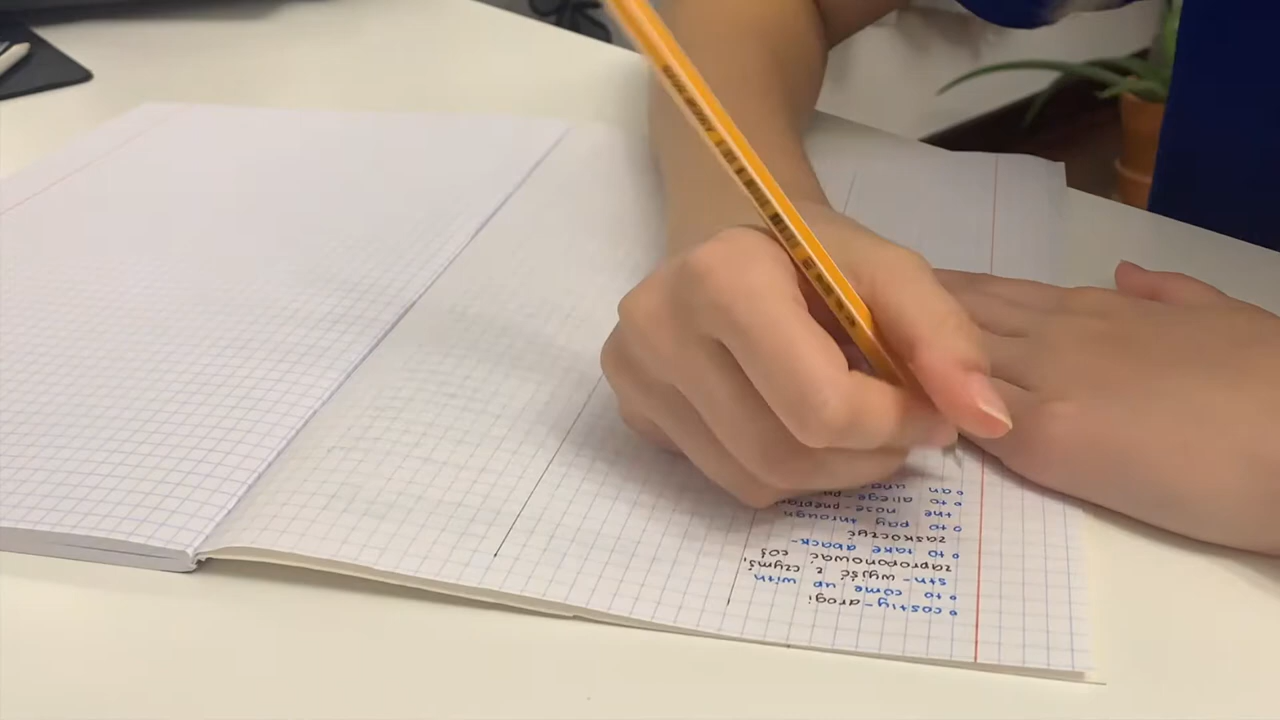 ◦ costly- drogi
◦ to come up with
sth - wyjść z czymś,
zaproponować coś
◦ to take aback-
zaskoczyć
◦ to pay through
the nose -
◦ to allege -
◦ an